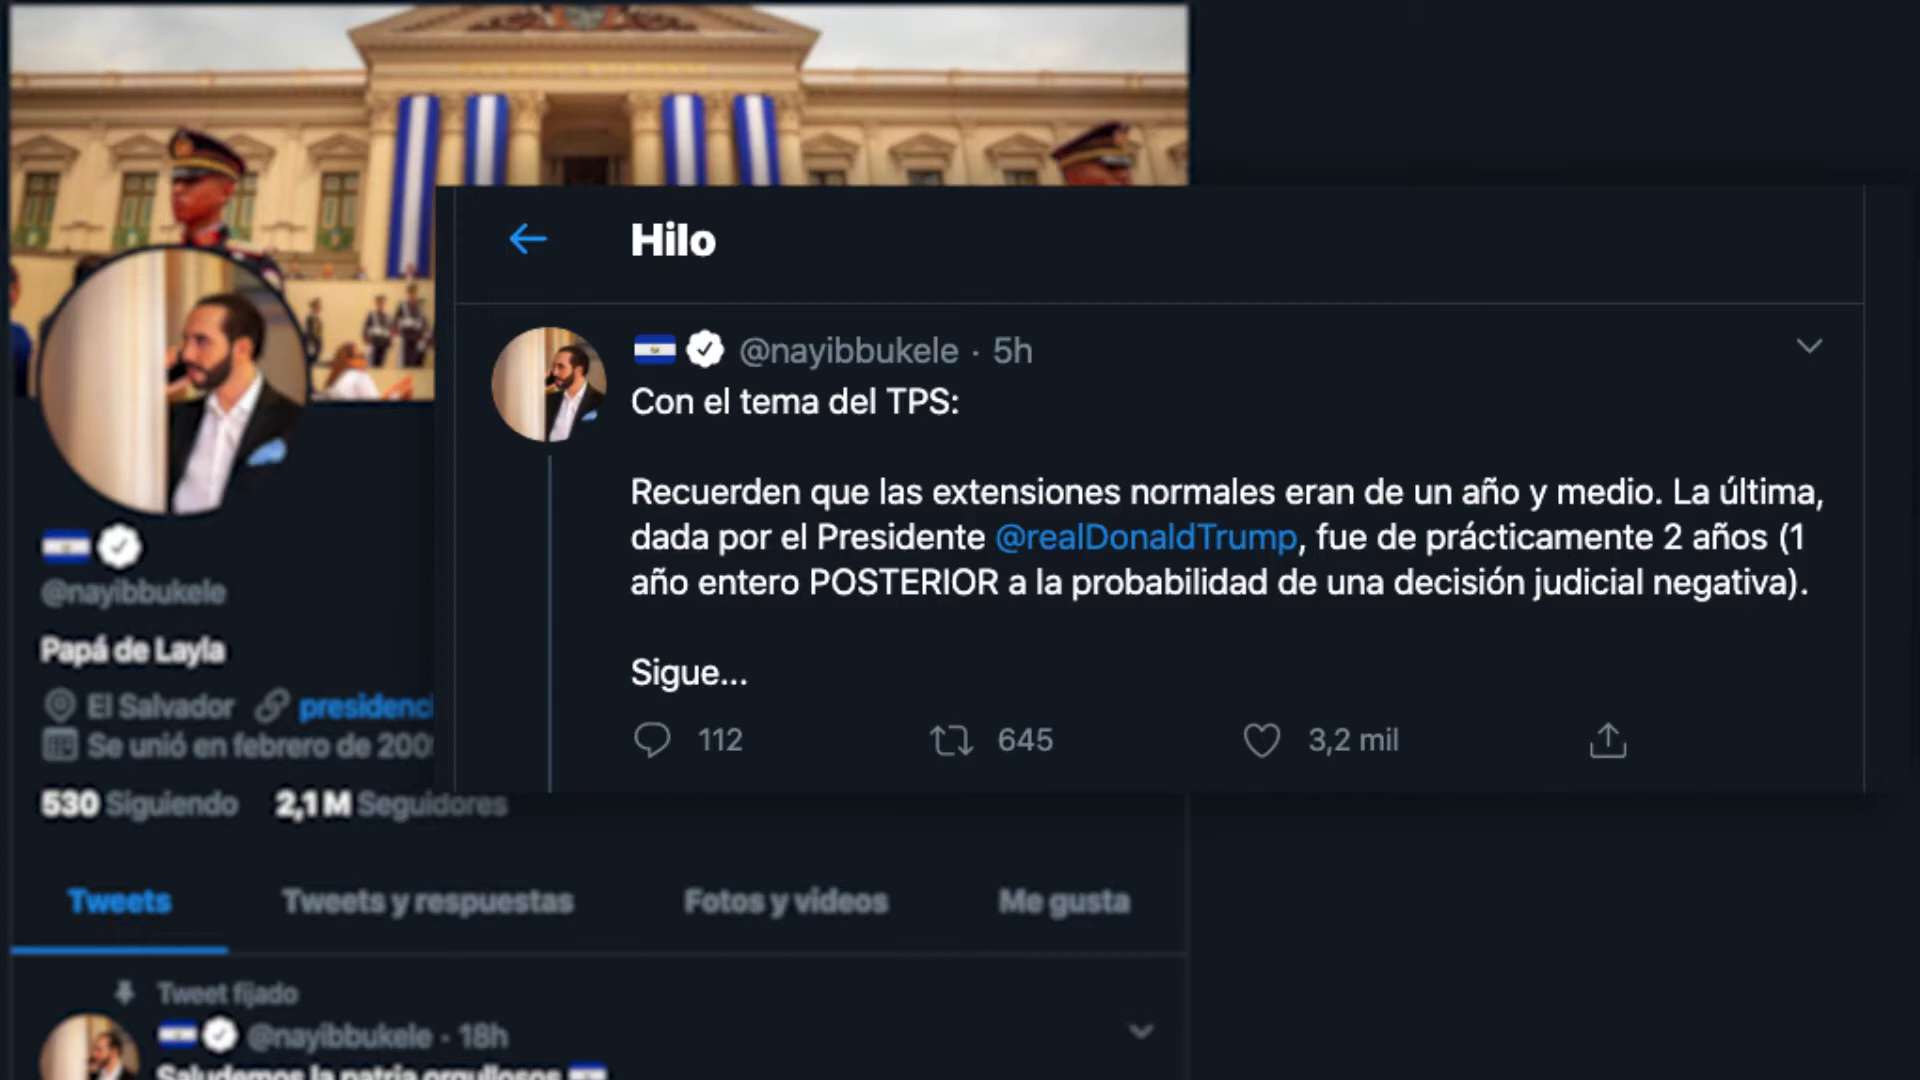 Hilo
@nayibbukele · 5h
Con el tema del TPS:
Recuerden que las extensiones normales eran de un año y medio. La última,
dada por el Presidente @realDonaldTrump, fue de prácticamente 2 años (1
año entero POSTERIOR a la probabilidad de una decisión judicial negativa).
Sigue...
112 645 3,2 mil
@nayibbukele
Papá de Layla
El Salvador presidenc
Se unió en febrero de 200
530 Siguiendo 2,1 M Seguidores
Tweets Tweets y respuestas Fotos y videos Me gusta
Tweet fijado
@nayibbukele · 18h
Saludemos la patria orgullosos